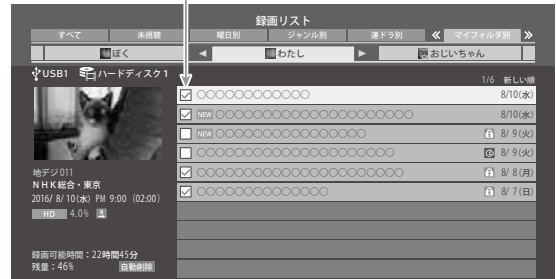 録画リスト
すべて 未視聴 曜日別 ジャンル別 連ドラ別 マイフォルダ別
ぼく わたし おじいちゃん
USB1 ハードディスク1
1/6 新しい順
○○○○○○○○○○○○ 8/10(水)
NEW ○○○○○○○○○○○○○○○○○○○○○ 8/10(水)
NEW ○○○○○○○○○○○○○○○○ 8/ 9(火)
○○○○○○○○○○○○○○○○○○○○○ 8/ 9(火)
○○○○○○○○○○○○○○○○○○○○○○ 8/ 8(月)
○○○○○○○○○○○○○○ 8/ 7(日)
地デジ011
NHK総合・東京
2016/ 8/10(水) PM 9:00 (02:00)
HD 4.0%
録画可能時間：22時間45分
残量：46% 自動削除